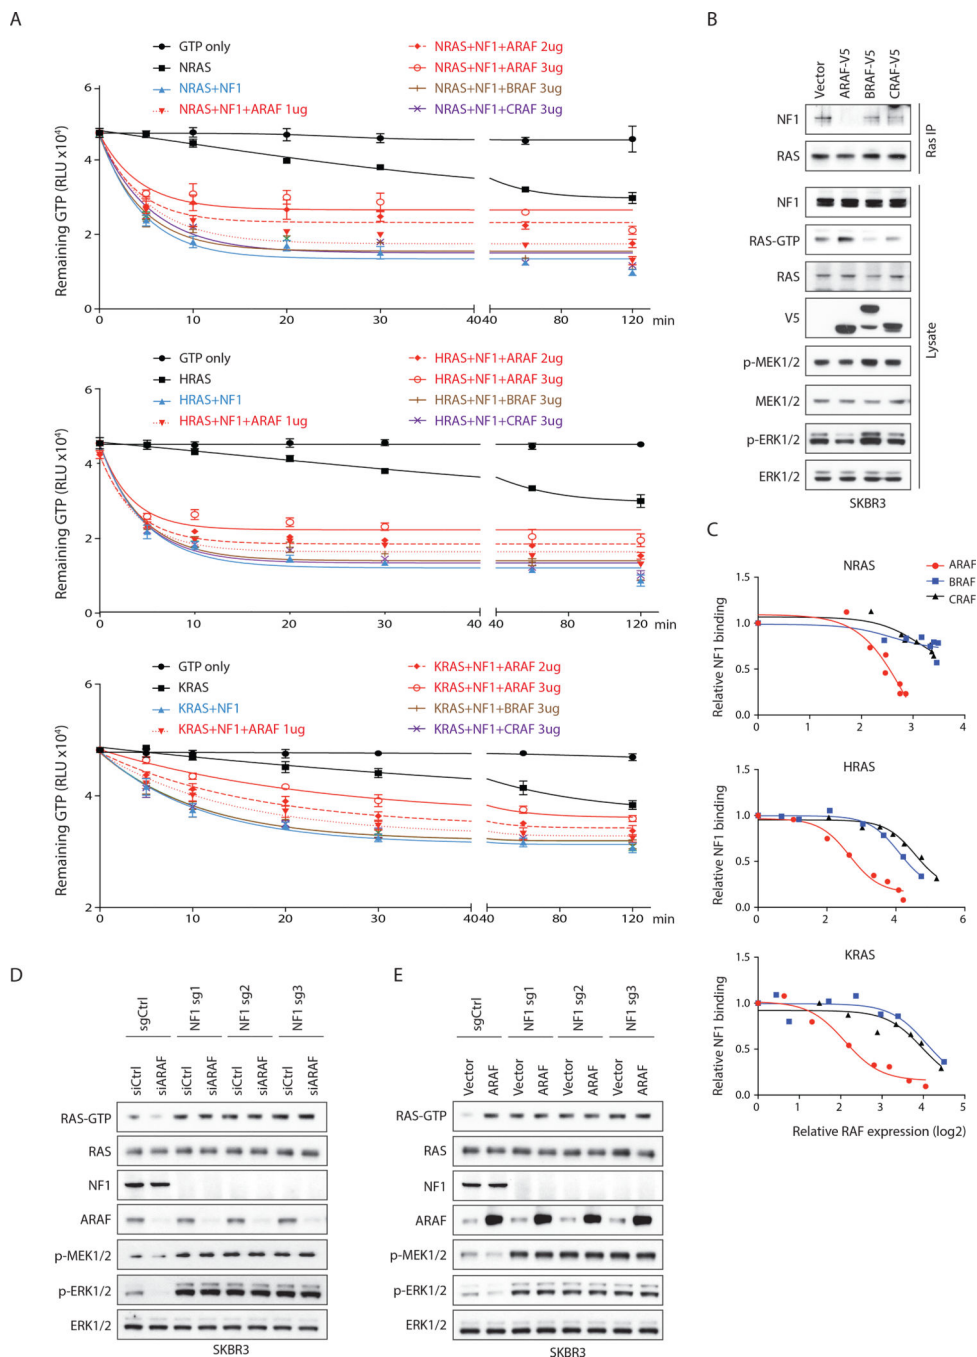 A
GTP only
NRAS
NRAS+NF1
NRAS+NF1+ARAF 1ug
NRAS+NF1+ARAF 2ug
NRAS+NF1+ARAF 3ug
NRAS+NF1+BRAF 3ug
NRAS+NF1+CRAF 3ug
Remaining GTP (RLU x10⁴)
6
4
2
0
0 10 20 30 40 40 60 80 100 120 min
GTP only
HRAS
HRAS+NF1
HRAS+NF1+ARAF 1ug
HRAS+NF1+ARAF 2ug
HRAS+NF1+ARAF 3ug
HRAS+NF1+BRAF 3ug
HRAS+NF1+CRAF 3ug
Remaining GTP (RLU x10⁴)
6
4
2
0
0 10 20 30 40 60 80 100 120 min
GTP only
KRAS
KRAS+NF1
KRAS+NF1+ARAF 1ug
KRAS+NF1+ARAF 2ug
KRAS+NF1+ARAF 3ug
KRAS+NF1+BRAF 3ug
KRAS+NF1+CRAF 3ug
Remaining GTP (RLU x10⁴)
6
4
2
0 10 20 30 40 40 60 80 100 120 min
B
Vector
ARAF-V5
BRAF-V5
CRAF-V5
NF1
RAS
Ras IP
NF1
RAS-GTP
RAS
V5
p-MEK1/2
MEK1/2
p-ERK1/2
ERK1/2
Lysate
SKBR3
C
NRAS
ARAF
BRAF
CRAF
Relative NF1 binding
1.5
1.0
0.5
0.0
0 1 2 3 4
HRAS
Relative NF1 binding
1.5
1.0
0.5
0.0
0 2 4 6
KRAS
Relative NF1 binding
1.5
1.0
0.5
0.0
0 1 2 3 4 5
Relative RAF expression (log2)
D
sgCtrl
NF1 sg1
NF1 sg2
NF1 sg3
siCtrl
siARAF
siCtrl
siARAF
siCtrl
siARAF
siCtrl
siARAF
RAS-GTP
RAS
NF1
ARAF
p-MEK1/2
p-ERK1/2
ERK1/2
SKBR3
E
sgCtrl
NF1 sg1
NF1 sg2
NF1 sg3
Vector
ARAF
Vector
ARAF
Vector
ARAF
Vector
ARAF
RAS-GTP
RAS
NF1
ARAF
p-MEK1/2
p-ERK1/2
ERK1/2
SKBR3